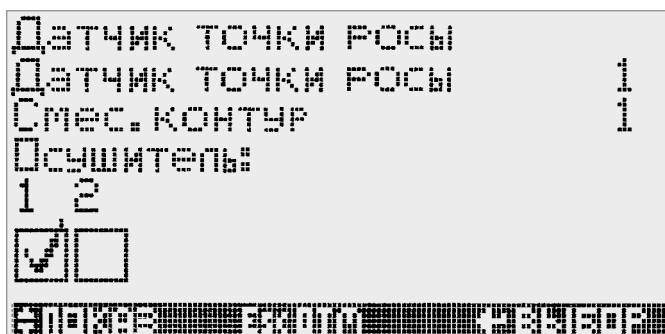 Датчик точки росы
Датчик точки росы 1
Смес.контур 1
Осушитель:
1 2